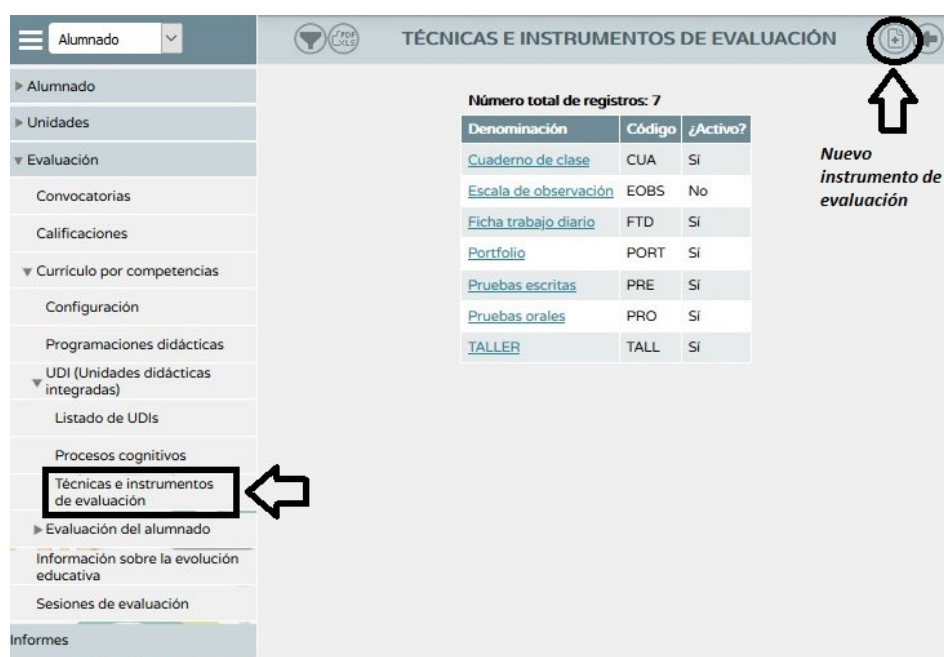 Alumnado
PDF
XLS
TÉCNICAS E INSTRUMENTOS DE EVALUACIÓN
Alumnado
Unidades
Evaluación
Convocatorias
Calificaciones
Currículo por competencias
Configuración
Programaciones didácticas
UDI (Unidades didácticas
integradas)
Listado de UDIs
Procesos cognitivos
Técnicas e instrumentos
de evaluación
Evaluación del alumnado
Información sobre la evolución
educativa
Sesiones de evaluación
Informes
Número total de registros: 7
Denominación Código ¿Activo?
Cuaderno de clase CUA Sí
Escala de observación EOBS No
Ficha trabajo diario FTD Sí
Portfolio PORT Sí
Pruebas escritas PRE Sí
Pruebas orales PRO Sí
TALLER TALL Sí
Nuevo
instrumento de
evaluación